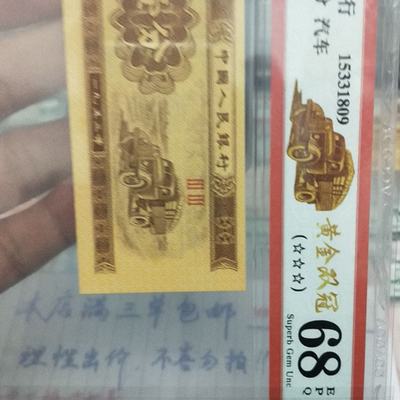 中国人民银行
一九五三年
III III
行
汽车
15331809
黄金双冠
(☆☆☆)
68
EPQ
Superb Gem Unc
本店满三单包邮
理性出价，不喜勿拍！